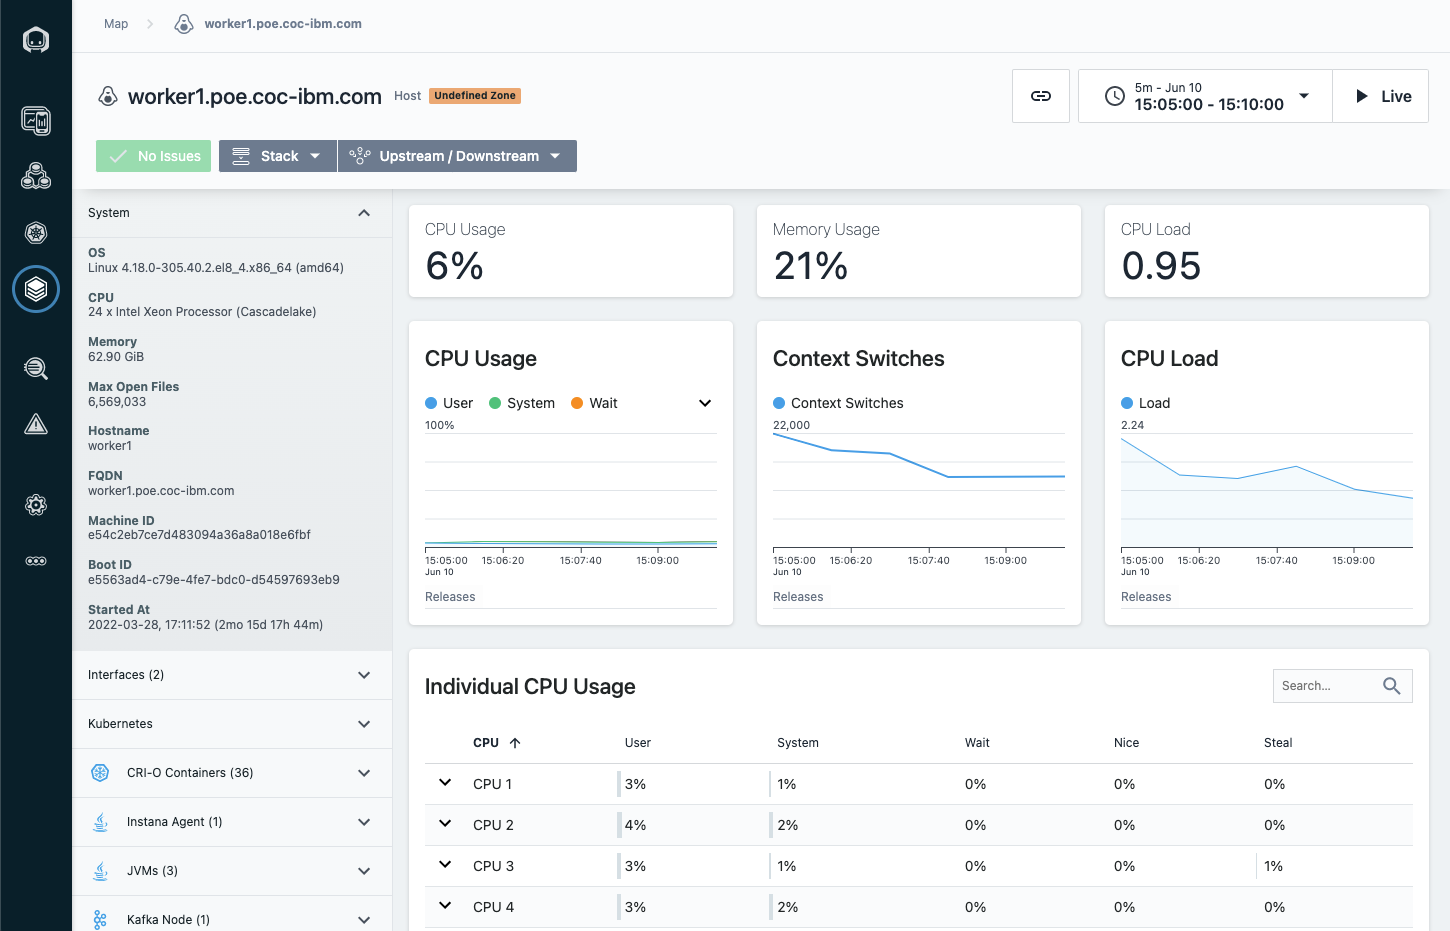 Map
worker1.poe.coc-ibm.com
worker1.poe.coc-ibm.com Host Undefined Zone
5m - Jun 10
15:05:00 - 15:10:00
Live
No Issues
Stack
Upstream / Downstream
System
OS
Linux 4.18.0-305.40.2.el8_4.x86_64 (amd64)
CPU
24 x Intel Xeon Processor (Cascadelake)
Memory
62.90 GiB
Max Open Files
6,569,033
Hostname
worker1
FQDN
worker1.poe.coc-ibm.com
Machine ID
e54c2eb7ce7d483094a36a8a018e6fbf
Boot ID
e5563ad4-c79e-4fe7-bdc0-d54597693eb9
Started At
2022-03-28, 17:11:52 (2mo 15d 17h 44m)
Interfaces (2)
Kubernetes
CRI-O Containers (36)
Instana Agent (1)
JVMs (3)
Kafka Node (1)
CPU Usage
6%
Memory Usage
21%
CPU Load
0.95
CPU Usage
User System Wait
100%
15:05:00 15:06:20 15:07:40 15:09:00
Jun 10
Releases
Context Switches
Context Switches
22,000
15:05:00 15:06:20 15:07:40 15:09:00
Jun 10
Releases
CPU Load
Load
2.24
15:05:00 15:06:20 15:07:40 15:09:00
Jun 10
Releases
Individual CPU Usage
Search...
CPU User System Wait Nice Steal
CPU 1 3% 1% 0% 0% 0%
CPU 2 4% 2% 0% 0% 0%
CPU 3 3% 1% 0% 0% 1%
CPU 4 3% 2% 0% 0% 0%